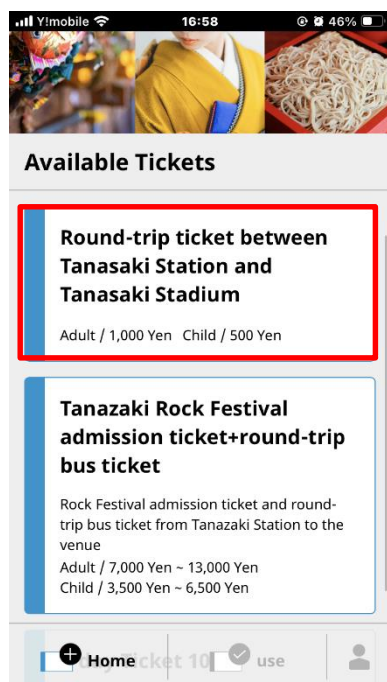 Y!mobile 16:58 46%
Available Tickets
Round-trip ticket between
Tanasaki Station and
Tanasaki Stadium
Adult / 1,000 Yen Child / 500 Yen
Tanazaki Rock Festival
admission ticket+round-trip
bus ticket
Rock Festival admission ticket and round-
trip bus ticket from Tanazaki Station to the
venue
Adult / 7,000 Yen ~ 13,000 Yen
Child / 3,500 Yen ~ 6,500 Yen
Home use